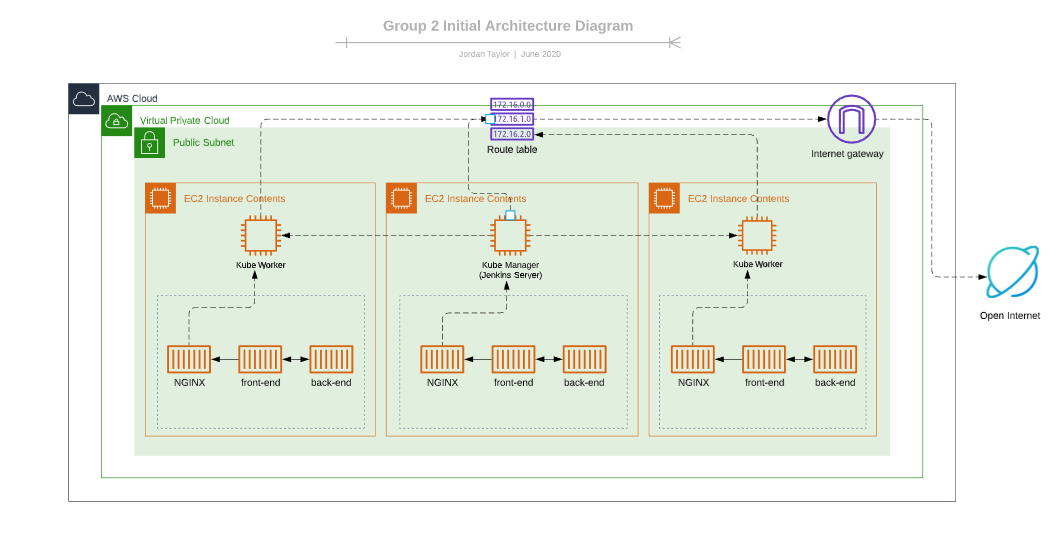 Group 2 Initial Architecture Diagram
Jordan Taylor | June 2020
AWS Cloud
Virtual Private Cloud
Public Subnet
172.16.0.0
172.16.1.0
172.16.2.0
Route table
Internet gateway
EC2 Instance Contents
EC2 Instance Contents
EC2 Instance Contents
Kube Worker
Kube Manager
(Jenkins Server)
Kube Worker
Open Internet
NGINX
front-end
back-end
NGINX
front-end
back-end
NGINX
front-end
back-end